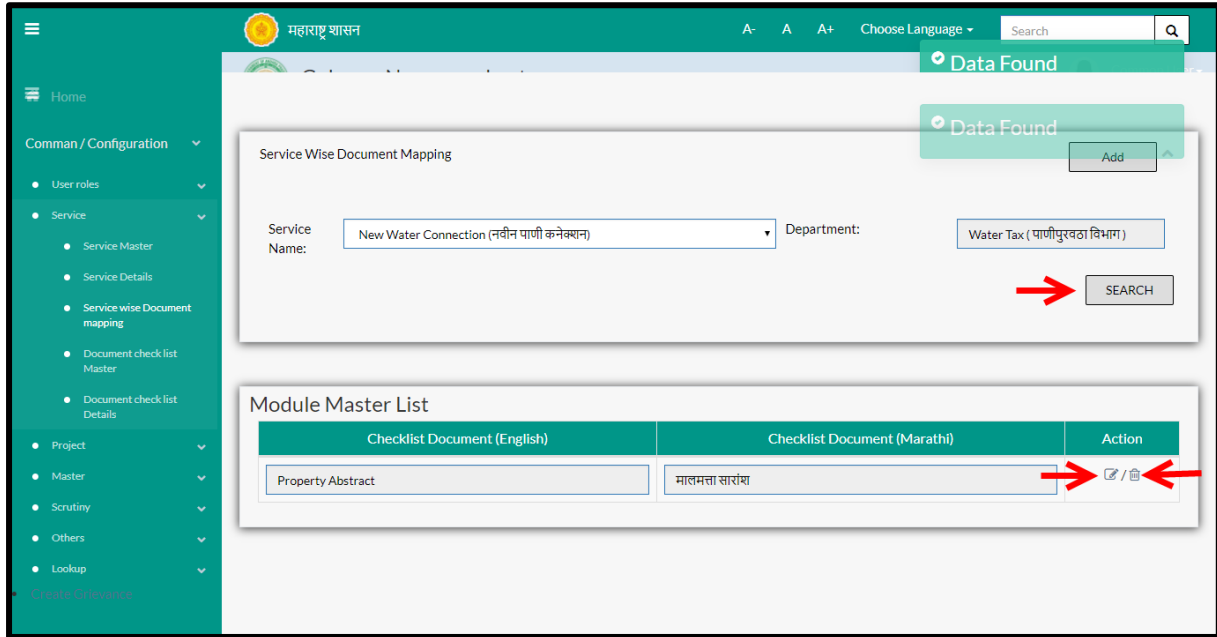 महाराष्ट्र शासन
A- A A+ Choose Language
Search
Data Found
Data Found
Home
Comman / Configuration
User roles
Service
Service Master
Service Details
Service wise Document
mapping
Document check list
Master
Document check list
Details
Project
Master
Scrutiny
Others
Lookup
Create Grievance
Service Wise Document Mapping
Add
Service
Name:
New Water Connection (नवीन पाणी कनेक्शन)
Department:
Water Tax ( पाणीपुरवठा विभाग )
SEARCH
Module Master List
Checklist Document (English) Checklist Document (Marathi) Action
Property Abstract मालमत्ता सारांश /